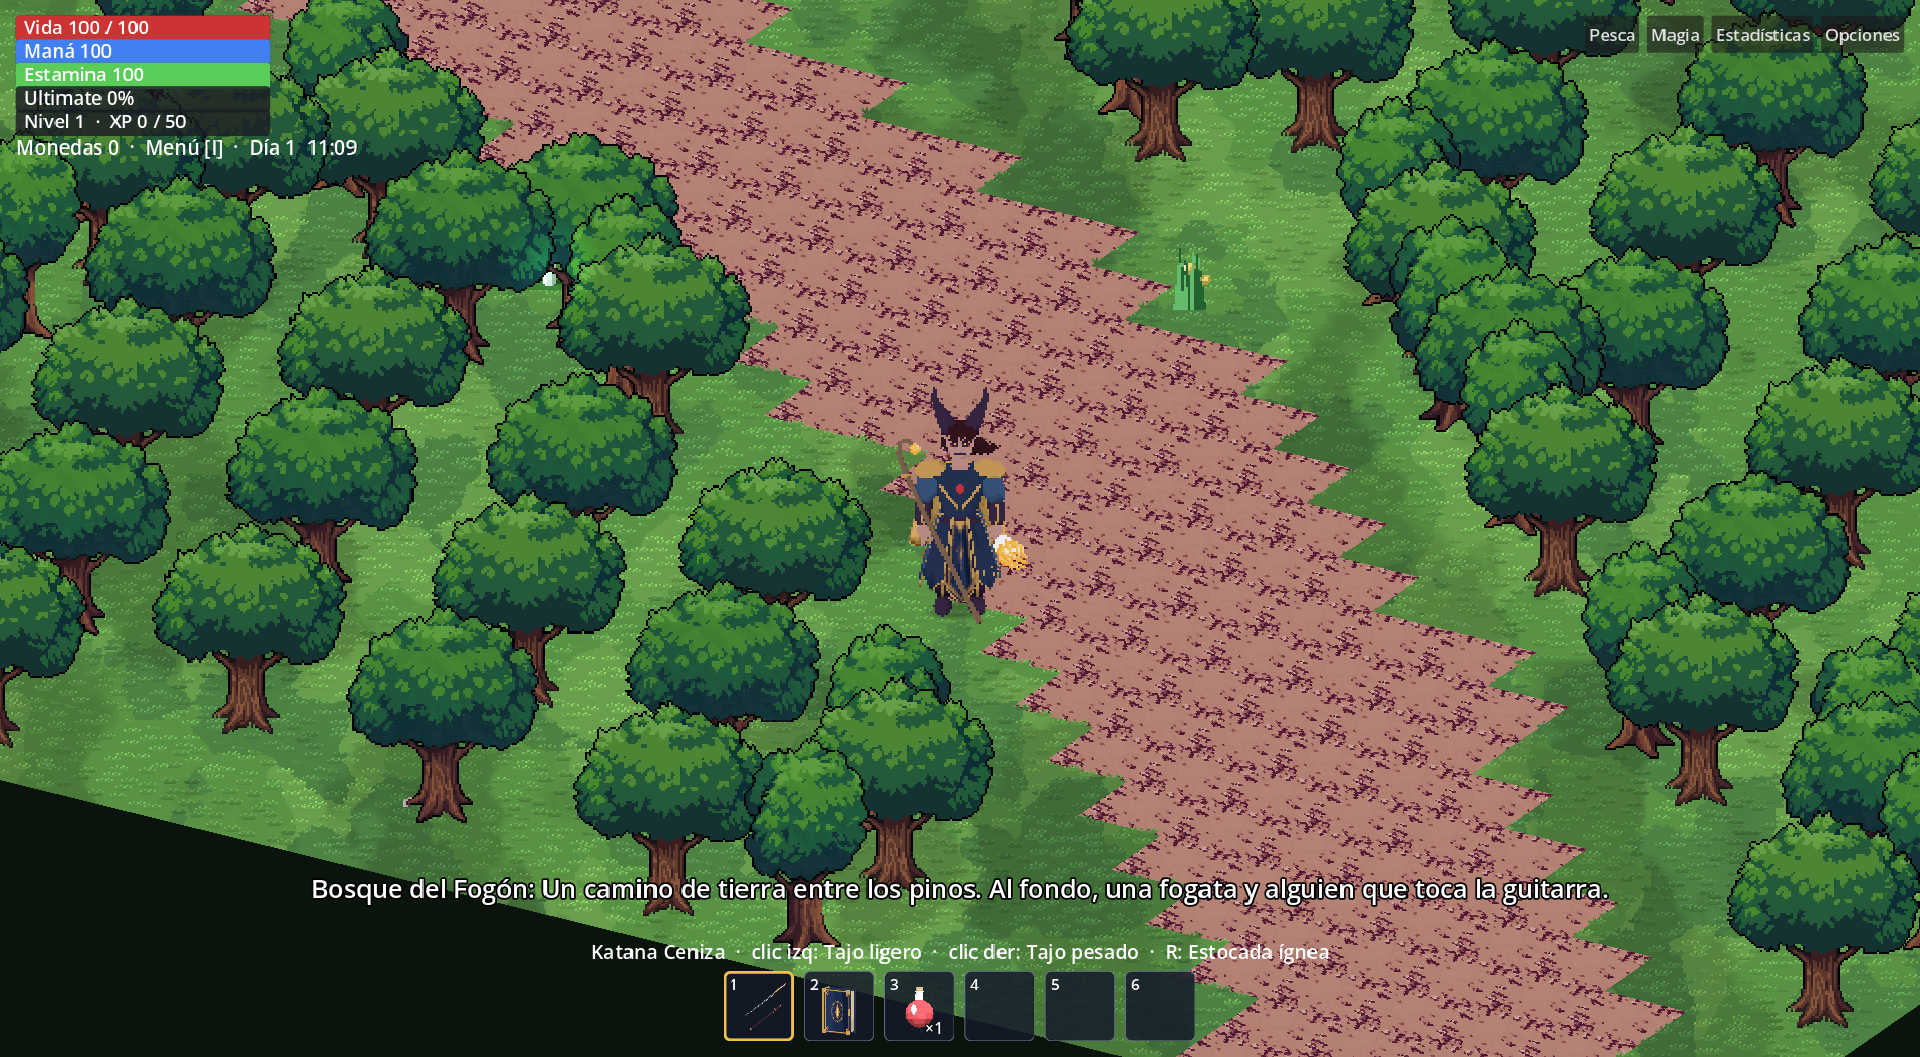 Vida 100 / 100
Maná 100
Estamina 100
Ultimate 0%
Nivel 1 · XP 0 / 50
Monedas 0 · Menú [I] · Día 1 11:09
Pesca Magia Estadísticas Opciones
Bosque del Fogón: Un camino de tierra entre los pinos. Al fondo, una fogata y alguien que toca la guitarra.
Katana Ceniza · clic izq: Tajo ligero · clic der: Tajo pesado · R: Estocada ígnea
1 2 3 4 5 6
×1